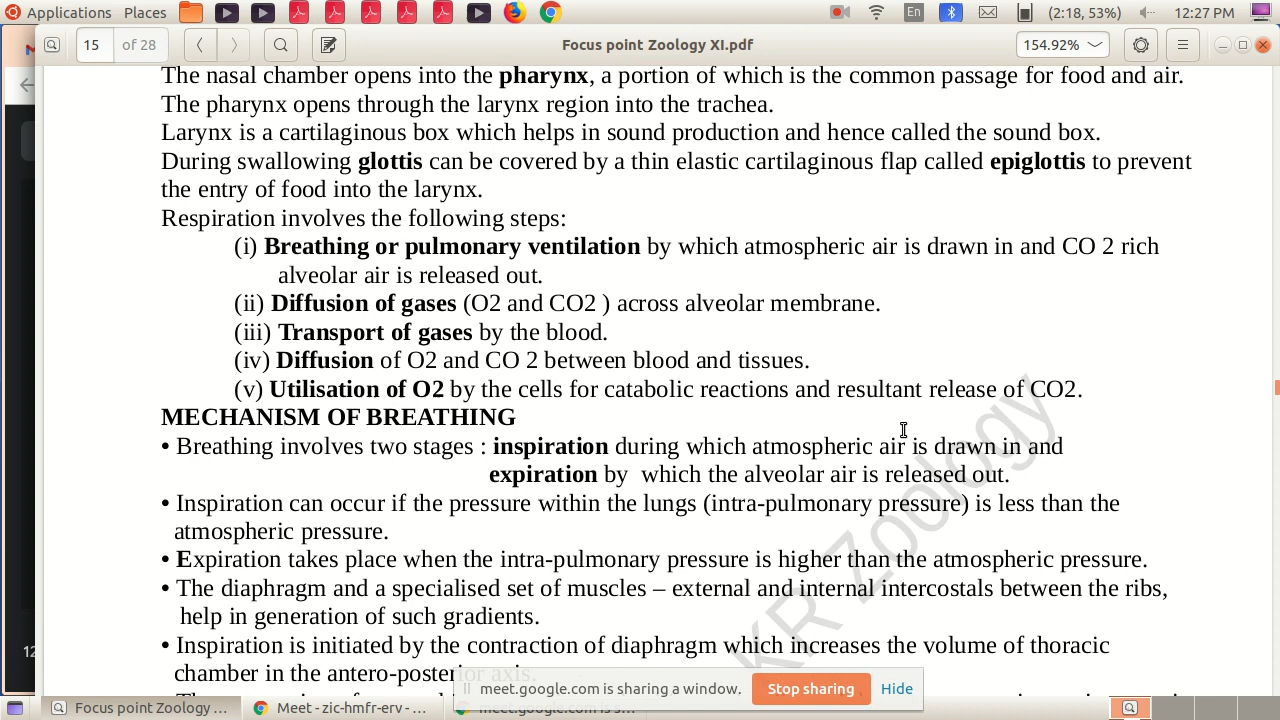 Applications Places En (2:18, 53%) 12:27 PM
15 of 28 Focus point Zoology XI.pdf 154.92%
The nasal chamber opens into the pharynx, a portion of which is the common passage for food and air.
The pharynx opens through the larynx region into the trachea.
Larynx is a cartilaginous box which helps in sound production and hence called the sound box.
During swallowing glottis can be covered by a thin elastic cartilaginous flap called epiglottis to prevent
the entry of food into the larynx.
Respiration involves the following steps:
(i) Breathing or pulmonary ventilation by which atmospheric air is drawn in and CO 2 rich
alveolar air is released out.
(ii) Diffusion of gases (O2 and CO2 ) across alveolar membrane.
(iii) Transport of gases by the blood.
(iv) Diffusion of O2 and CO 2 between blood and tissues.
(v) Utilisation of O2 by the cells for catabolic reactions and resultant release of CO2.
MECHANISM OF BREATHING
• Breathing involves two stages : inspiration during which atmospheric air is drawn in and
expiration by which the alveolar air is released out.
• Inspiration can occur if the pressure within the lungs (intra-pulmonary pressure) is less than the
atmospheric pressure.
• Expiration takes place when the intra-pulmonary pressure is higher than the atmospheric pressure.
• The diaphragm and a specialised set of muscles – external and internal intercostals between the ribs,
help in generation of such gradients.
• Inspiration is initiated by the contraction of diaphragm which increases the volume of thoracic
chamber in the antero-posterior axis.
KR Zoology
12
meet.google.com is sharing a window. Stop sharing Hide
Focus point Zoology ... Meet - zic-hmfr-erv - ... meet.google.com is s...